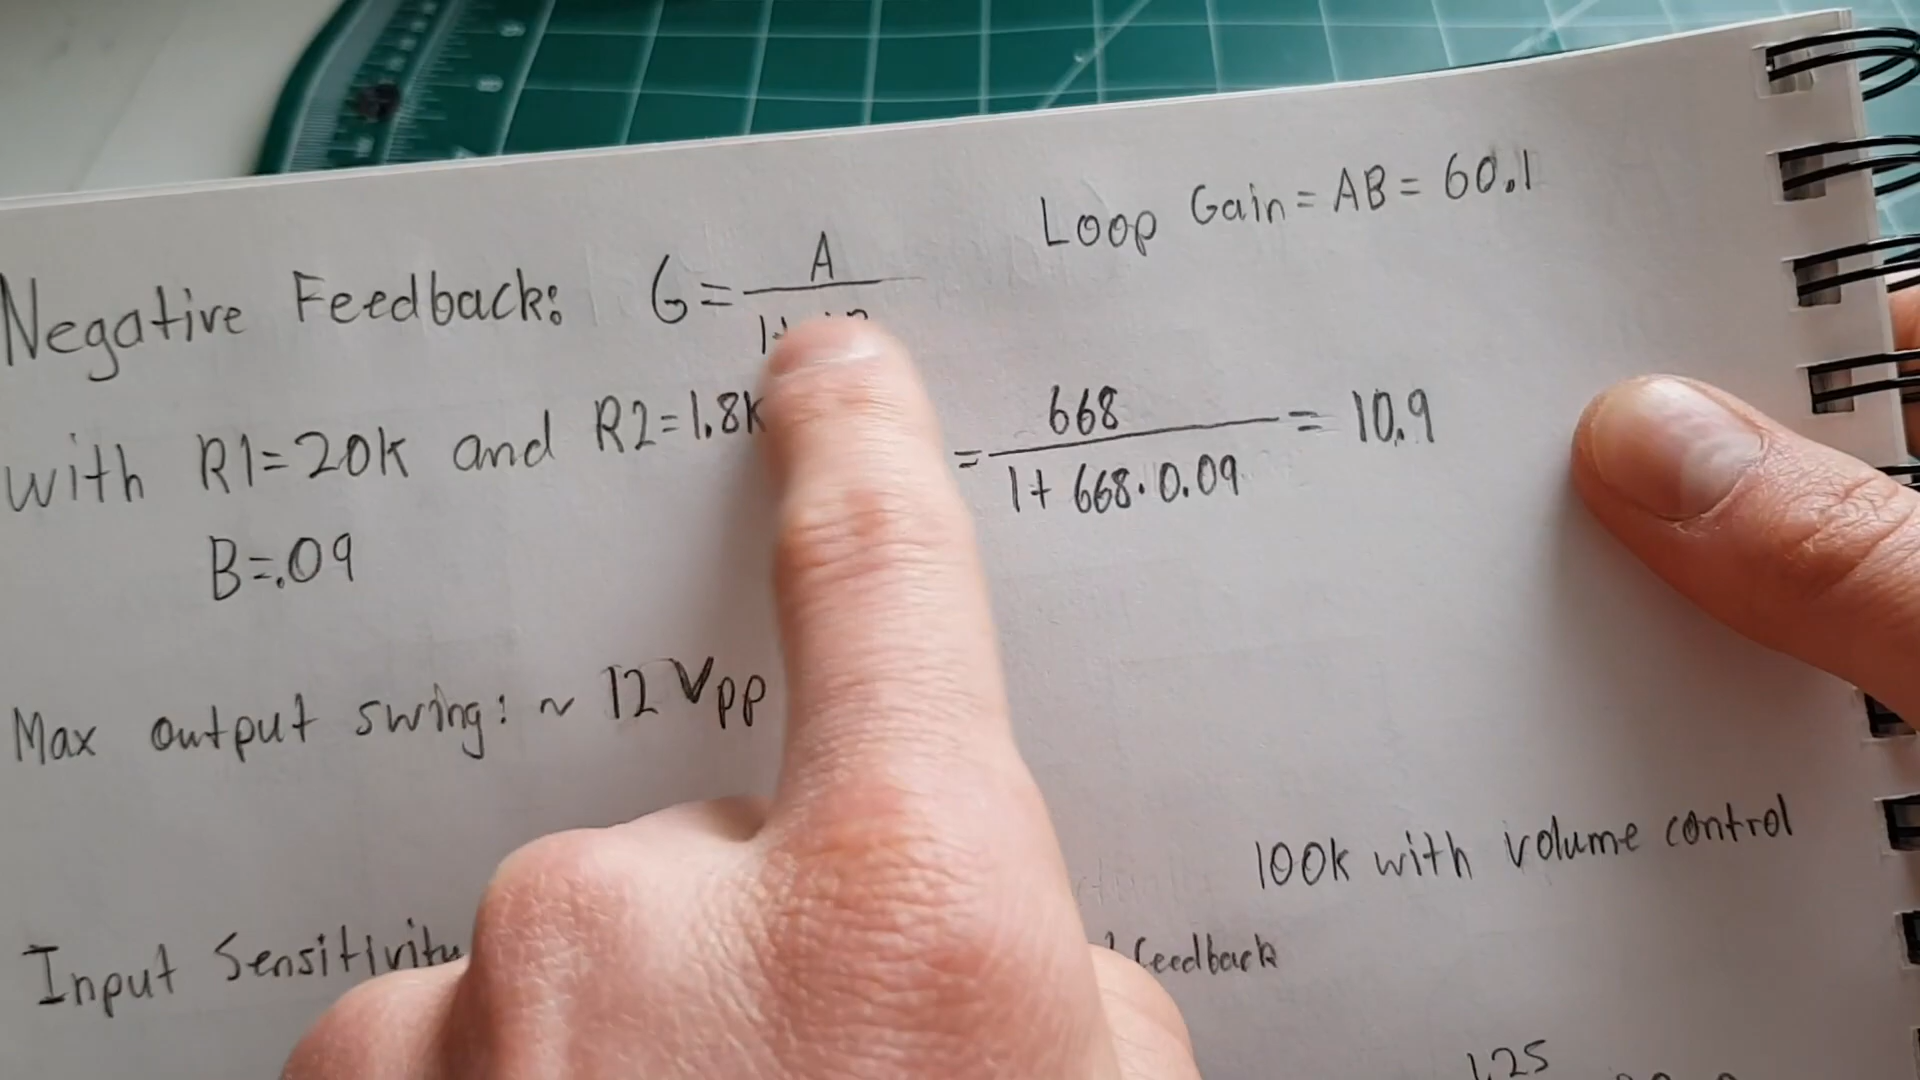 Loop Gain = AB = 60.1
Negative Feedback: G = A
1+
with R1=20K and R2=1.8K = 668 / 1 + 668·0.09 = 10.9
B=.09
Max output swing: ~ 12 Vpp
100k with volume control
Input Sensitivity feedback
1.25